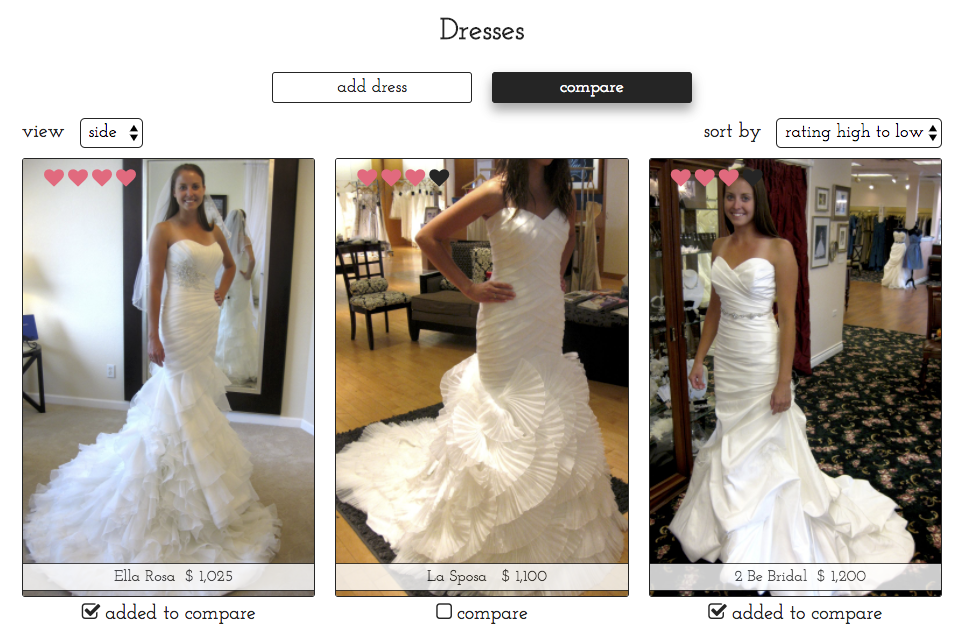 Dresses
add dress
compare
view side
sort by rating high to low
Ella Rosa $ 1,025
La Sposa $ 1,100
2 Be Bridal $ 1,200
added to compare
compare
added to compare